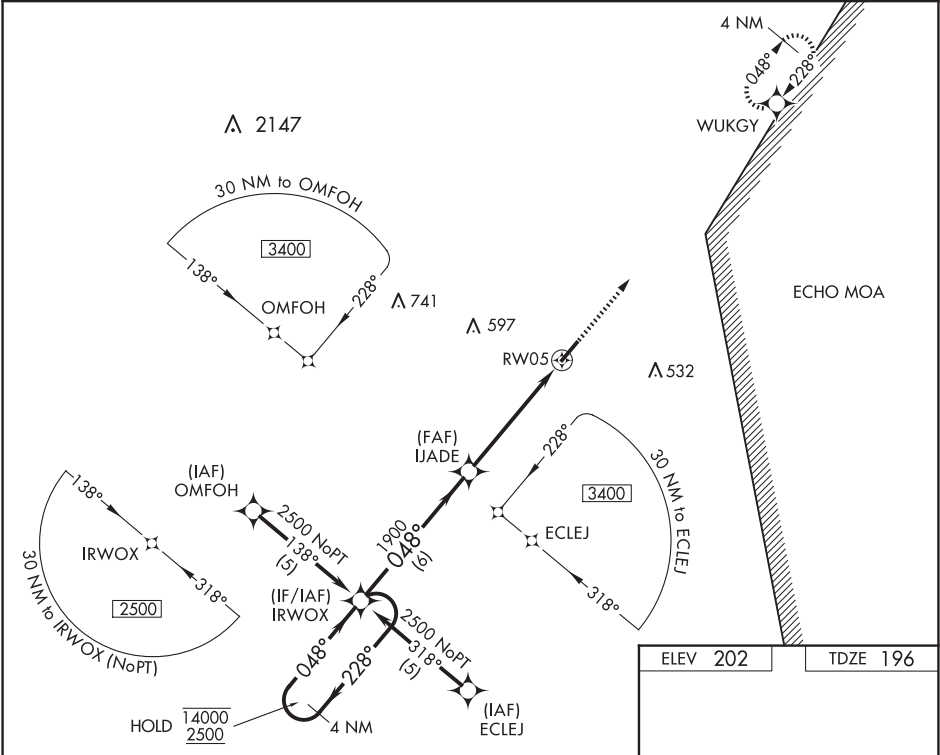 4 NM
048°
228°
WUKGY
2147
30 NM to OMFOH
3400
138°
228°
OMFOH
741
597
RW05
ECHO MOA
532
(FAF)
IJADE
228°
30 NM to ECLEJ
3400
ECLEJ
318°
(IAF)
OMFOH
2500 NoPT
138°
(5)
1900
048°
(6)
138°
IRWOX
318°
2500
30 NM to IRWOX (NoPT)
(IF/IAF)
IRWOX
2500 NoPT
318°
(5)
048°
228°
(IAF)
ECLEJ
HOLD
14000
2500
4 NM
ELEV 202
TDZE 196